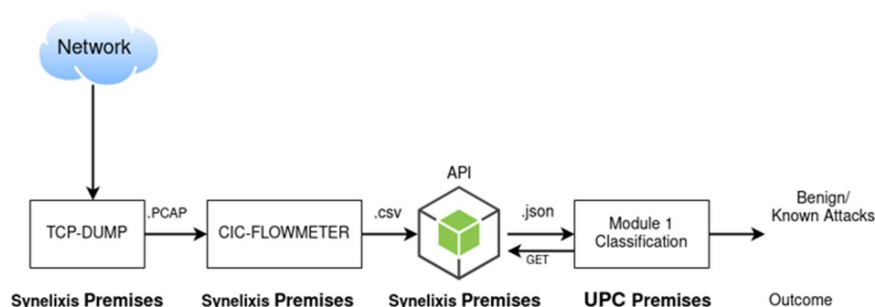 Network
API
.PCAP
.csv
.json
TCP-DUMP
CIC-FLOWMETER
Module 1
Classification
GET
Benign/
Known Attacks
Synelixis Premises
Synelixis Premises
Synelixis Premises
UPC Premises
Outcome